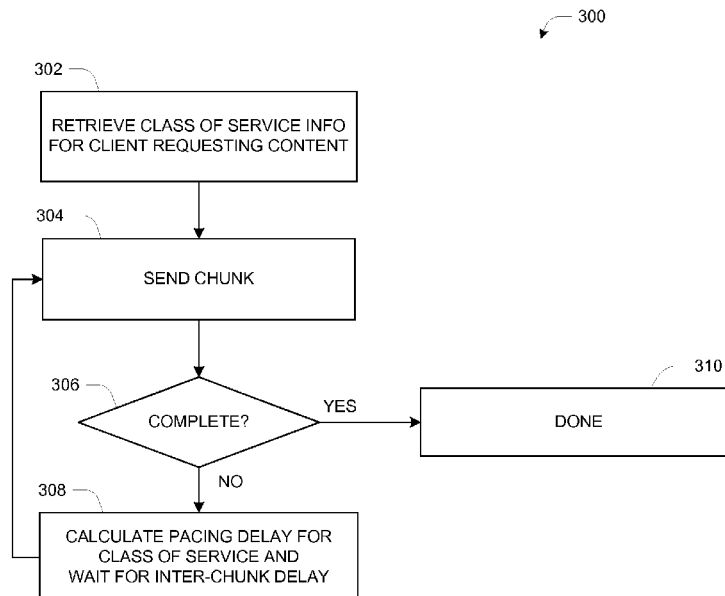 300
302
RETRIEVE CLASS OF SERVICE INFO
FOR CLIENT REQUESTING CONTENT
304
SEND CHUNK
306
COMPLETE?
YES
310
DONE
NO
308
CALCULATE PACING DELAY FOR
CLASS OF SERVICE AND
WAIT FOR INTER-CHUNK DELAY